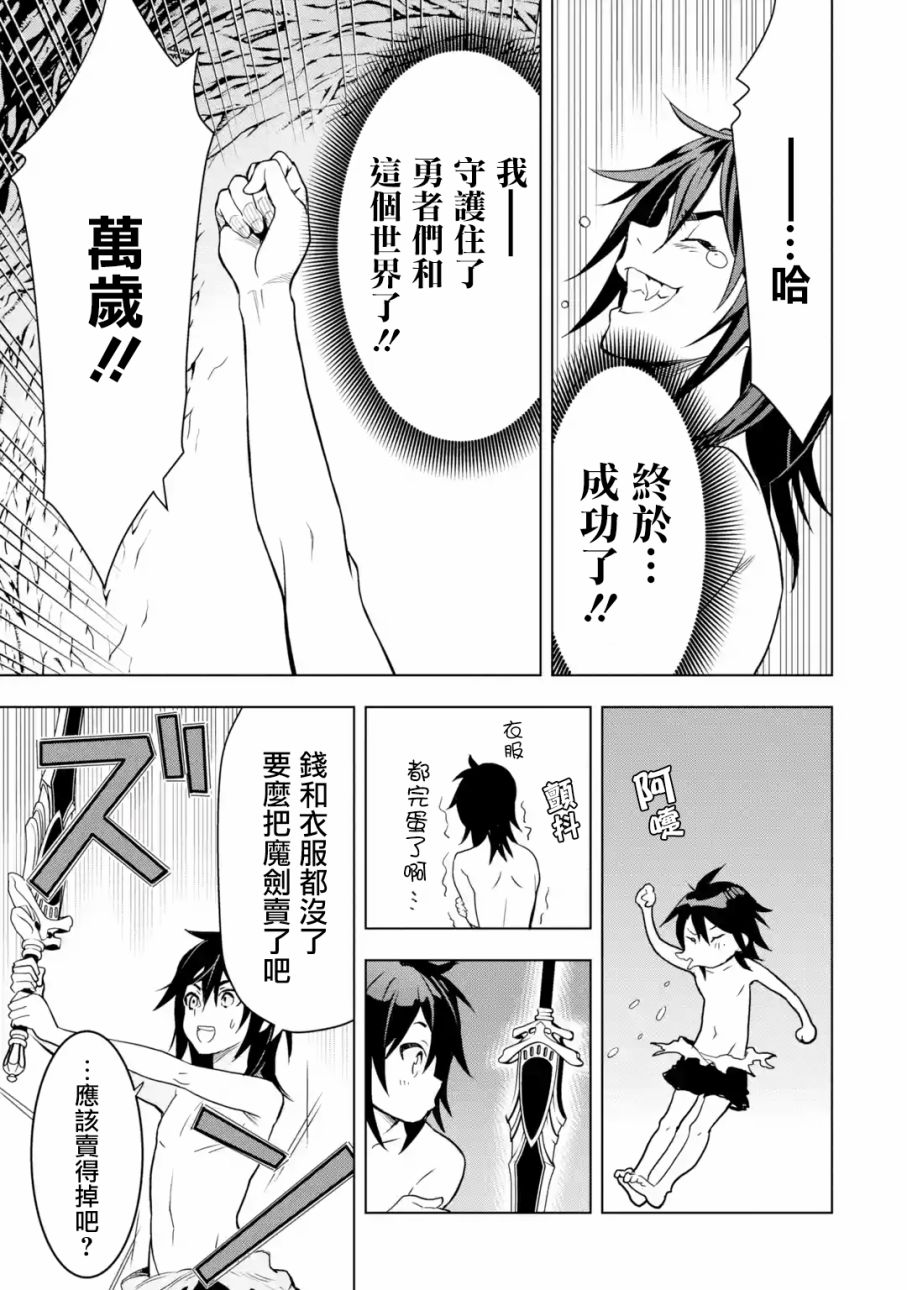 ——…哈
終於…
成功了!!
我——
守護住了
勇者們和
這個世界了!!
萬歲!!
阿嚏
衣服
都完蛋了啊…
顫抖
錢和衣服都沒了
要麼把魔劍賣了吧
ズ
…應該賣得掉吧?